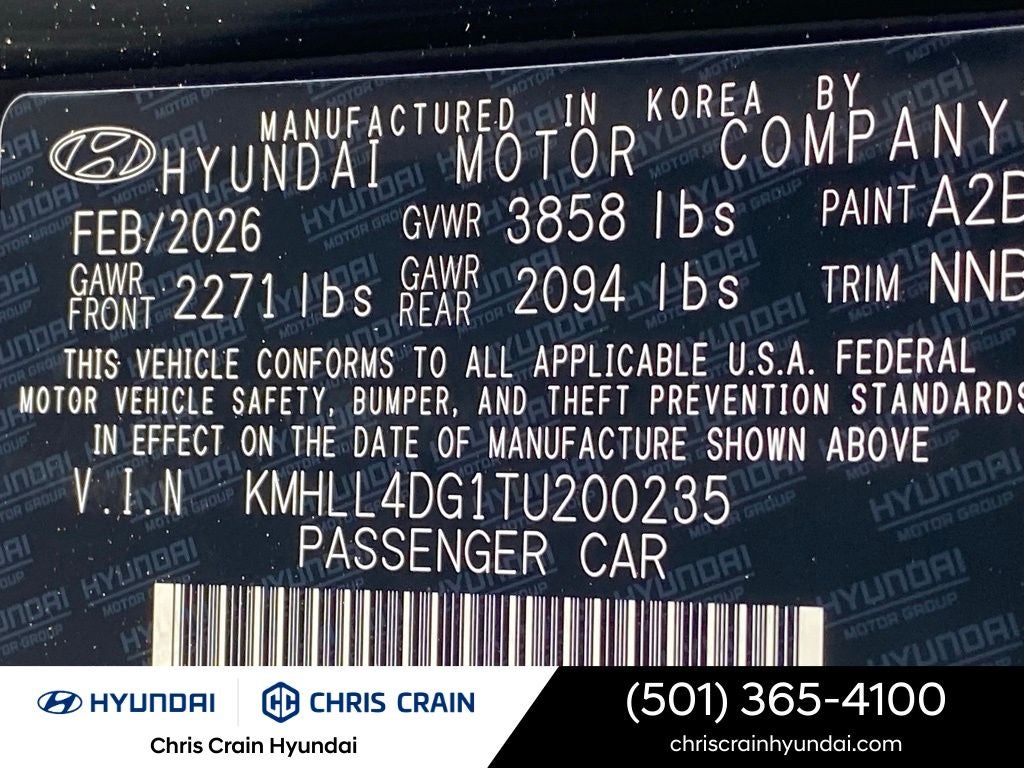 MANUFACTURED IN KOREA BY
HYUNDAI MOTOR COMPANY
FEB/2026 GVWR 3858 lbs PAINT A2B
GAWR FRONT 2271 lbs GAWR REAR 2094 lbs TRIM NNB
THIS VEHICLE CONFORMS TO ALL APPLICABLE U.S.A. FEDERAL
MOTOR VEHICLE SAFETY, BUMPER, AND THEFT PREVENTION STANDARDS
IN EFFECT ON THE DATE OF MANUFACTURE SHOWN ABOVE
V.I.N KMHLL4DG1TU200235
PASSENGER CAR
HYUNDAI MOTOR GROUP
HYUNDAI CHRIS CRAIN
Chris Crain Hyundai
(501) 365-4100
chriscrainhyundai.com